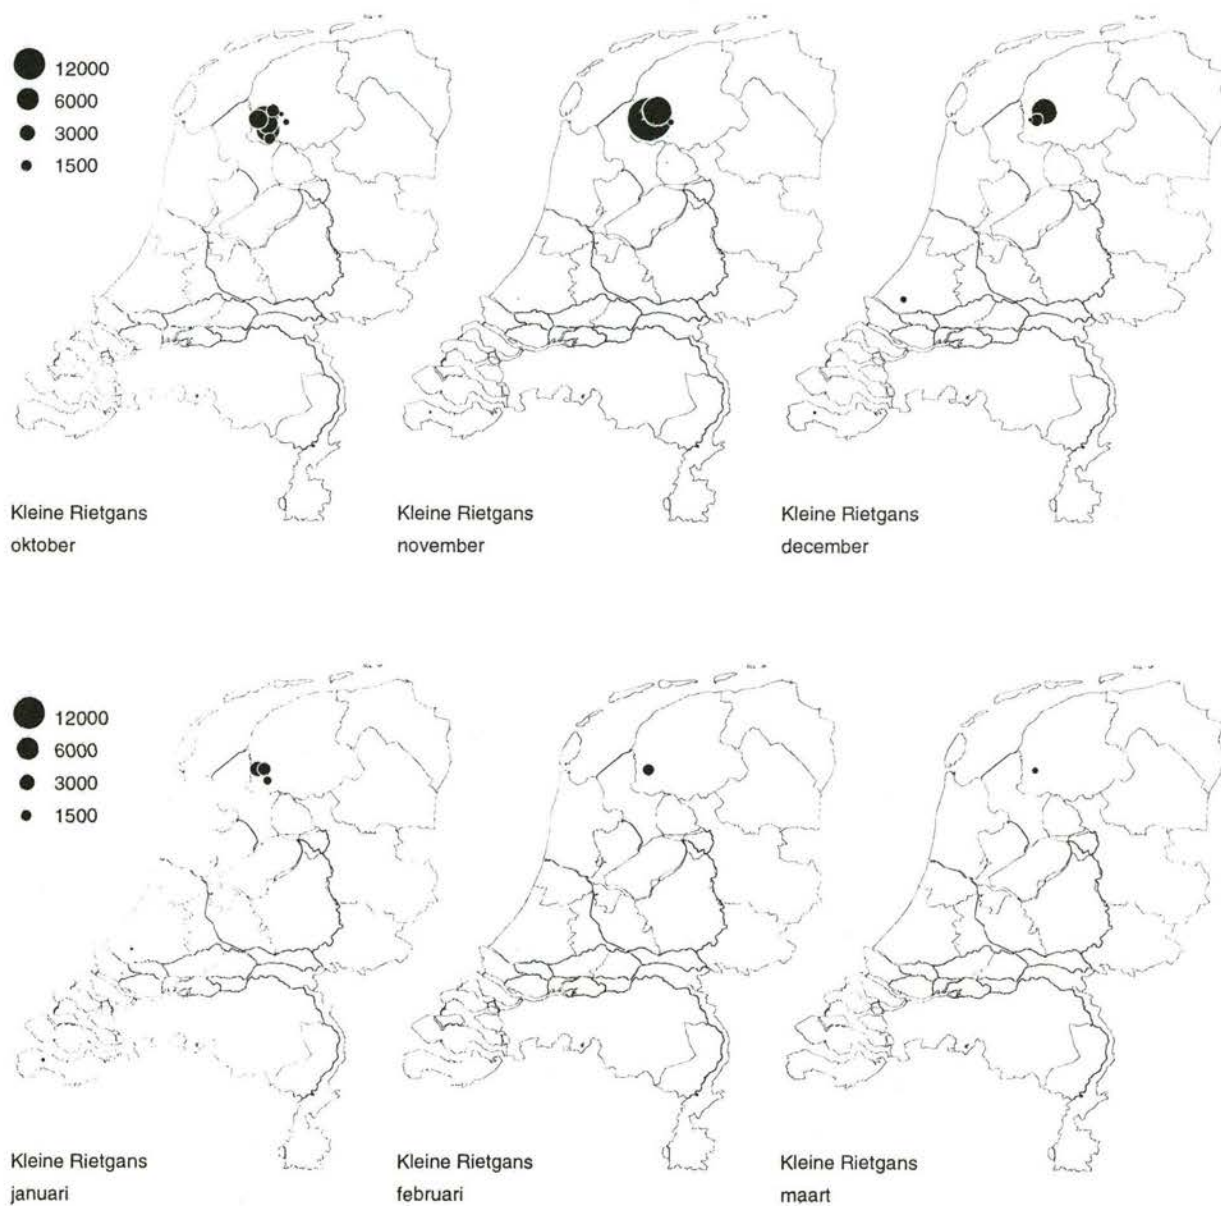 12000
6000
3000
1500
Kleine Rietgans
oktober
Kleine Rietgans
november
Kleine Rietgans
december
12000
6000
3000
1500
Kleine Rietgans
januari
Kleine Rietgans
februari
Kleine Rietgans
maart